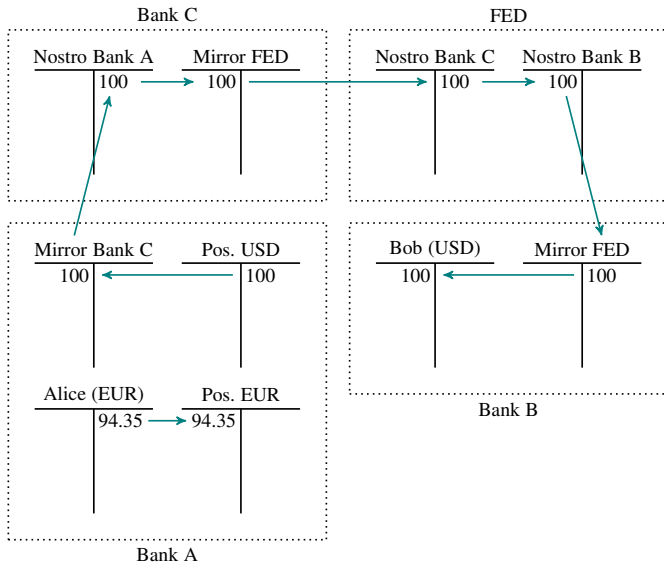 Bank C
FED
Nostro Bank A
Mirror FED
Nostro Bank C
Nostro Bank B
100
100
100
100
Mirror Bank C
Pos. USD
Bob (USD)
Mirror FED
100
100
100
100
Alice (EUR)
Pos. EUR
94.35
94.35
Bank B
Bank A